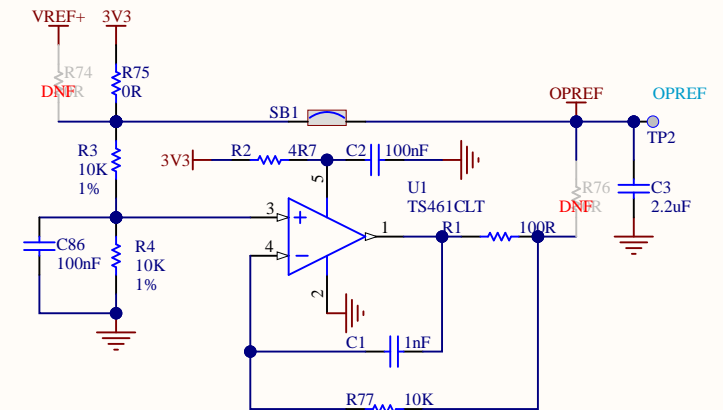 VREF+ 3V3
R74 R75
DNF 0R
OPREF OPREF
SB1
TP2
R3
10K
1%
3V3 R2 4R7 C2 100nF
5
U1
TS461CLT
R76 C3
DNF 2.2uF
3 + 1 R1 100R
4 −
C86
100nF
R4
10K
1%
2
C1 1nF
R77 10K